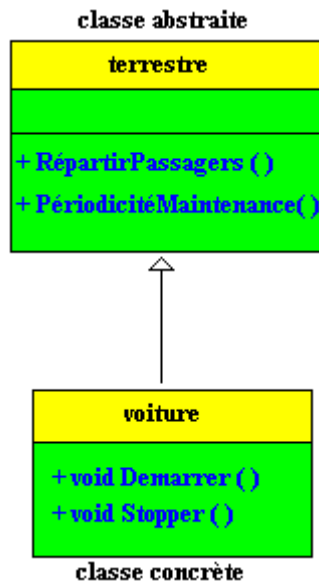 classe abstraite
terrestre
+ RépartirPassagers ( )
+ PériodicitéMaintenance( )
voiture
+ void Demarrer ( )
+ void Stopper ( )
classe concrète